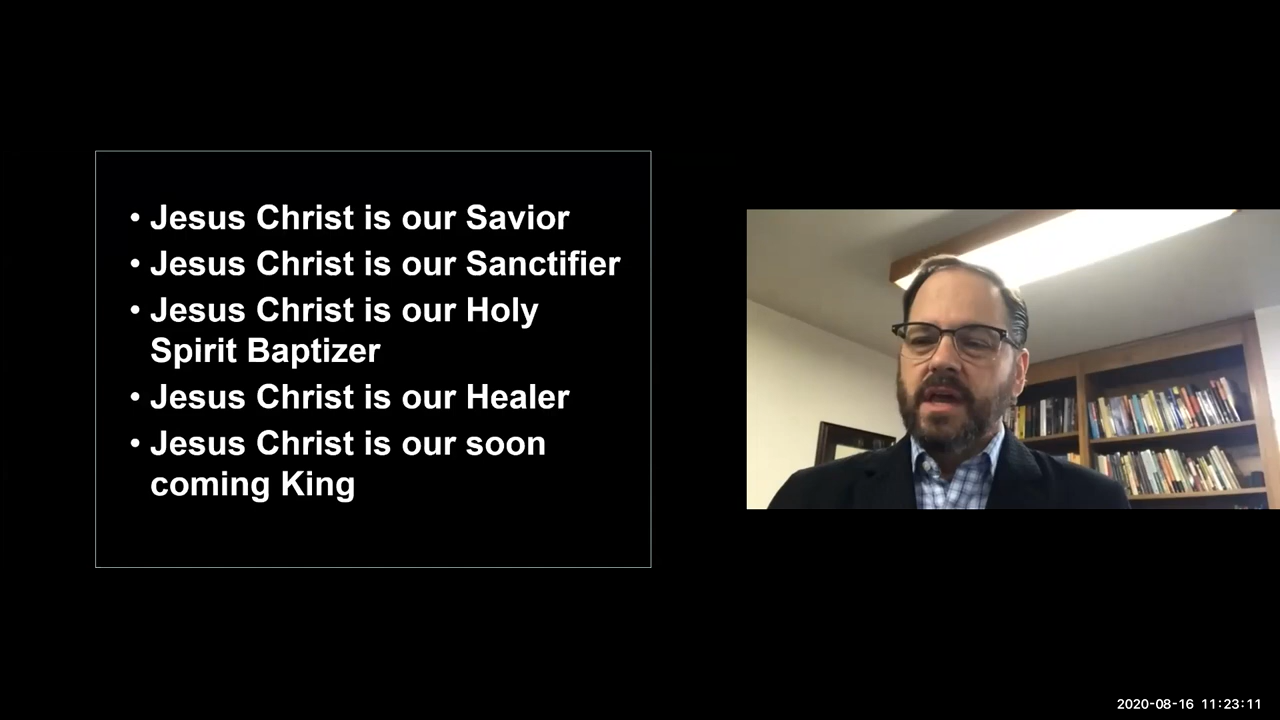 • Jesus Christ is our Savior
• Jesus Christ is our Sanctifier
• Jesus Christ is our Holy
Spirit Baptizer
• Jesus Christ is our Healer
• Jesus Christ is our soon
coming King
2020-08-16 11:23:11